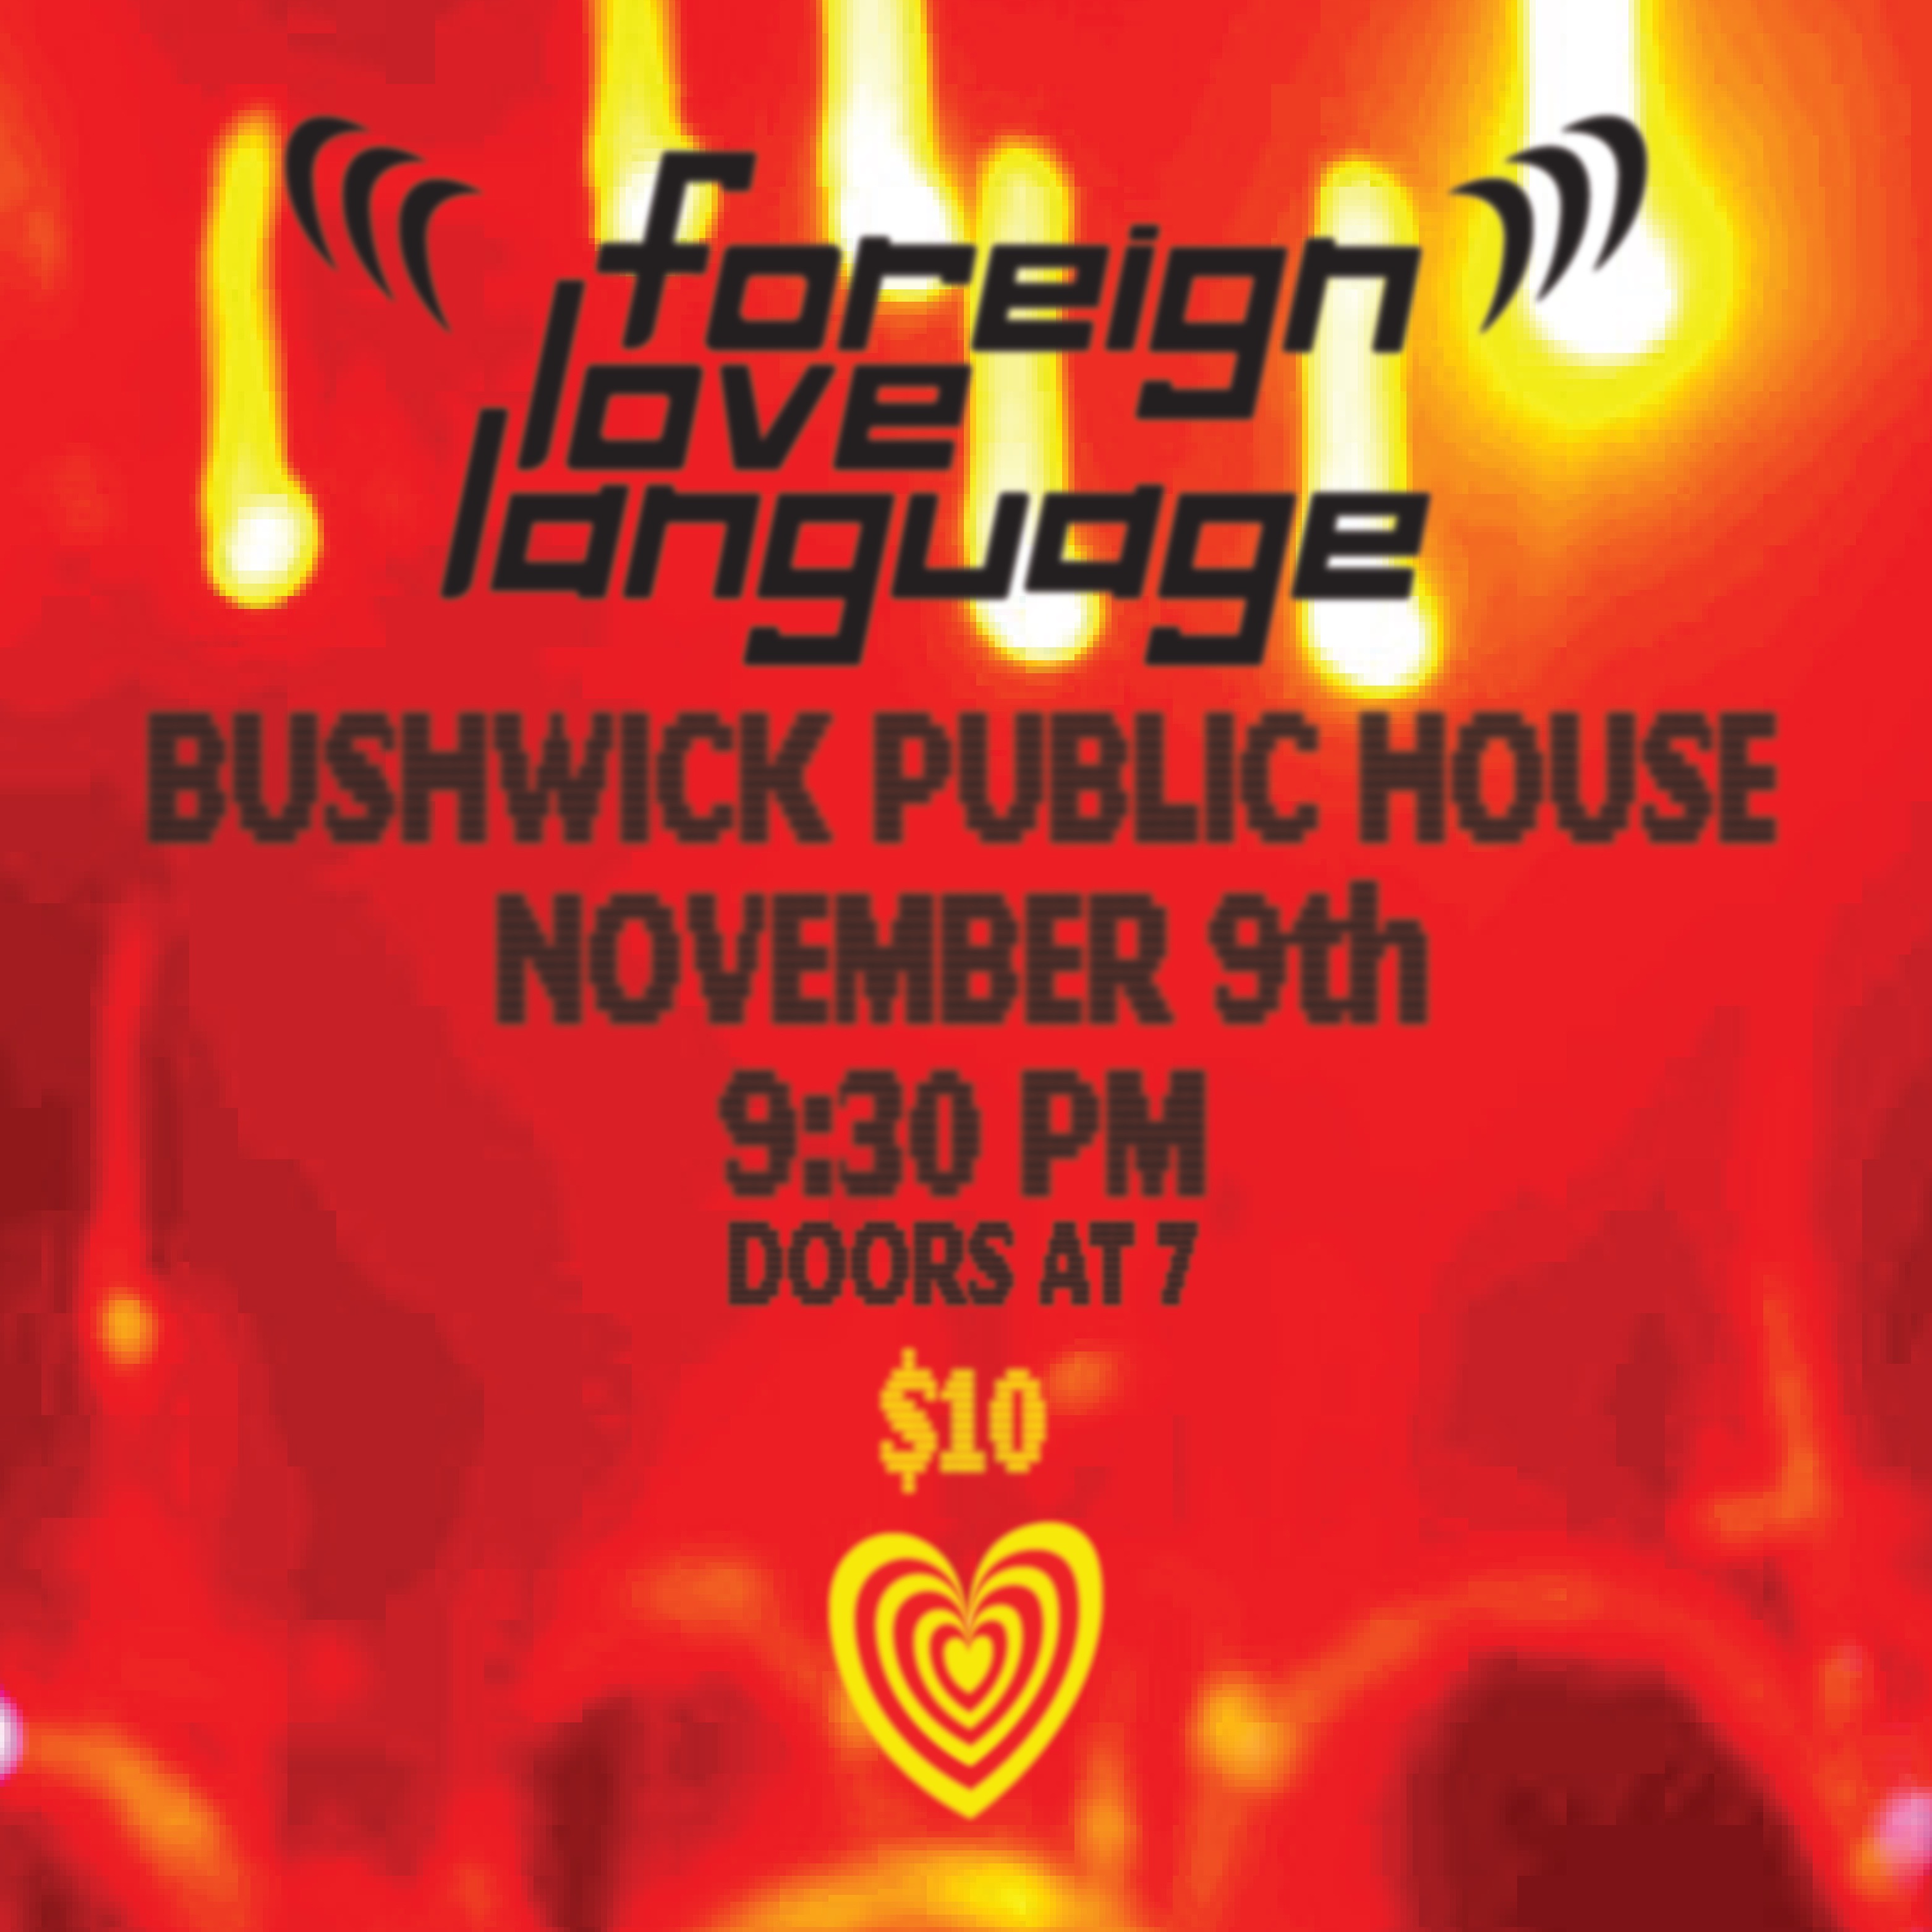 foreign
love
language
BUSHWICK PUBLIC HOUSE
NOVEMBER 9th
9:30 PM
DOORS AT 7
$10